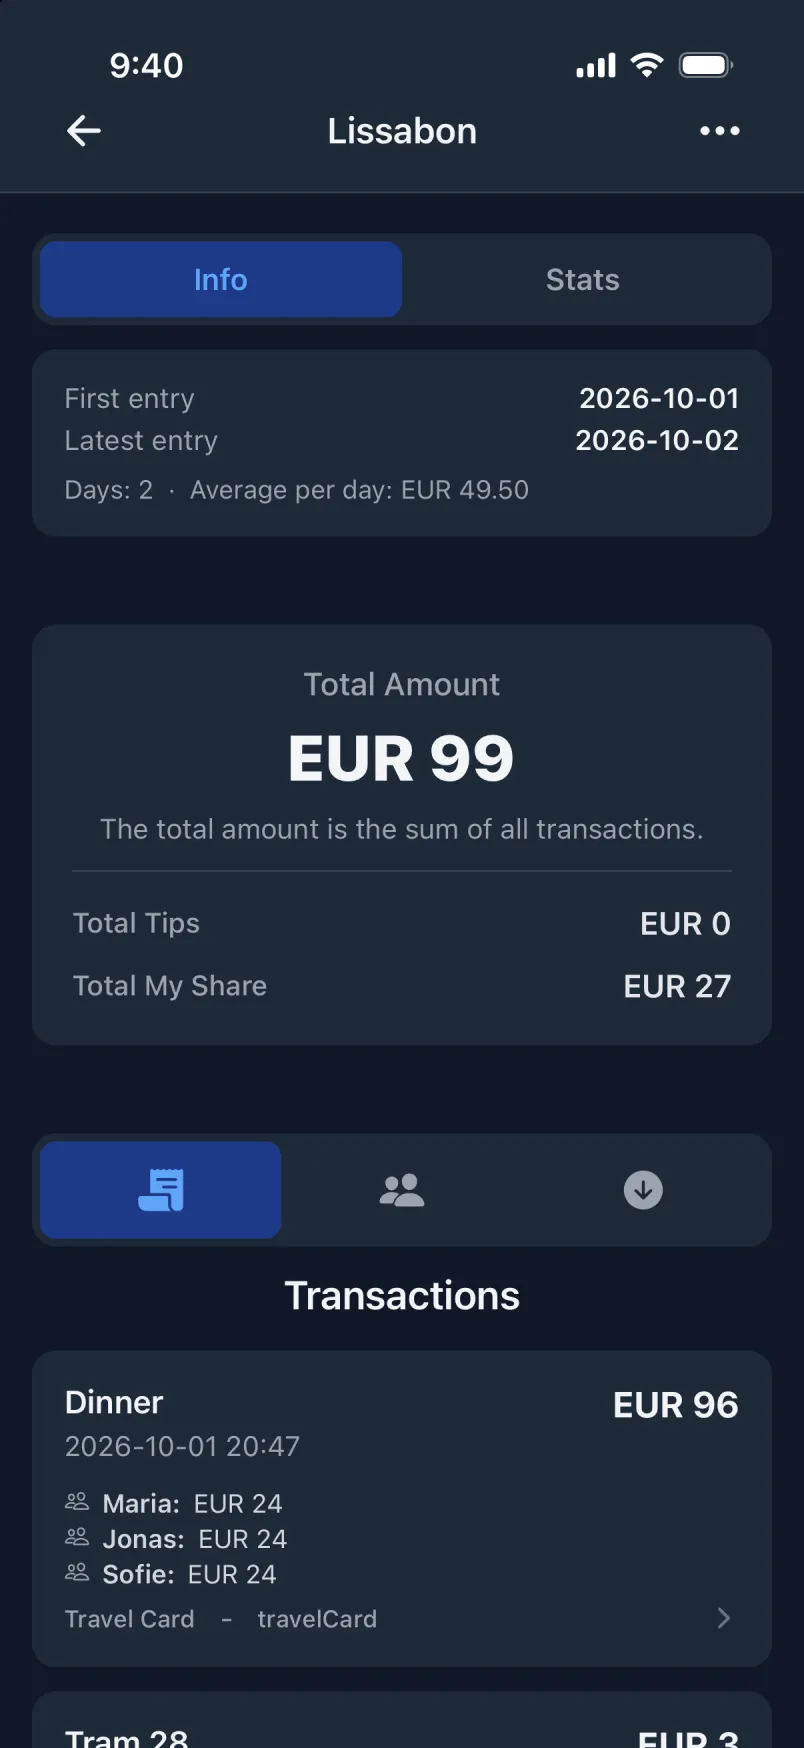 9:40
Lissabon
Info
Stats
First entry
2026-10-01
Latest entry
2026-10-02
Days: 2 · Average per day: EUR 49.50
Total Amount
EUR 99
The total amount is the sum of all transactions.
Total Tips
EUR 0
Total My Share
EUR 27
Transactions
Dinner
EUR 96
2026-10-01 20:47
Maria: EUR 24
Jonas: EUR 24
Sofie: EUR 24
Travel Card - travelCard
Tram 28
EUR 3